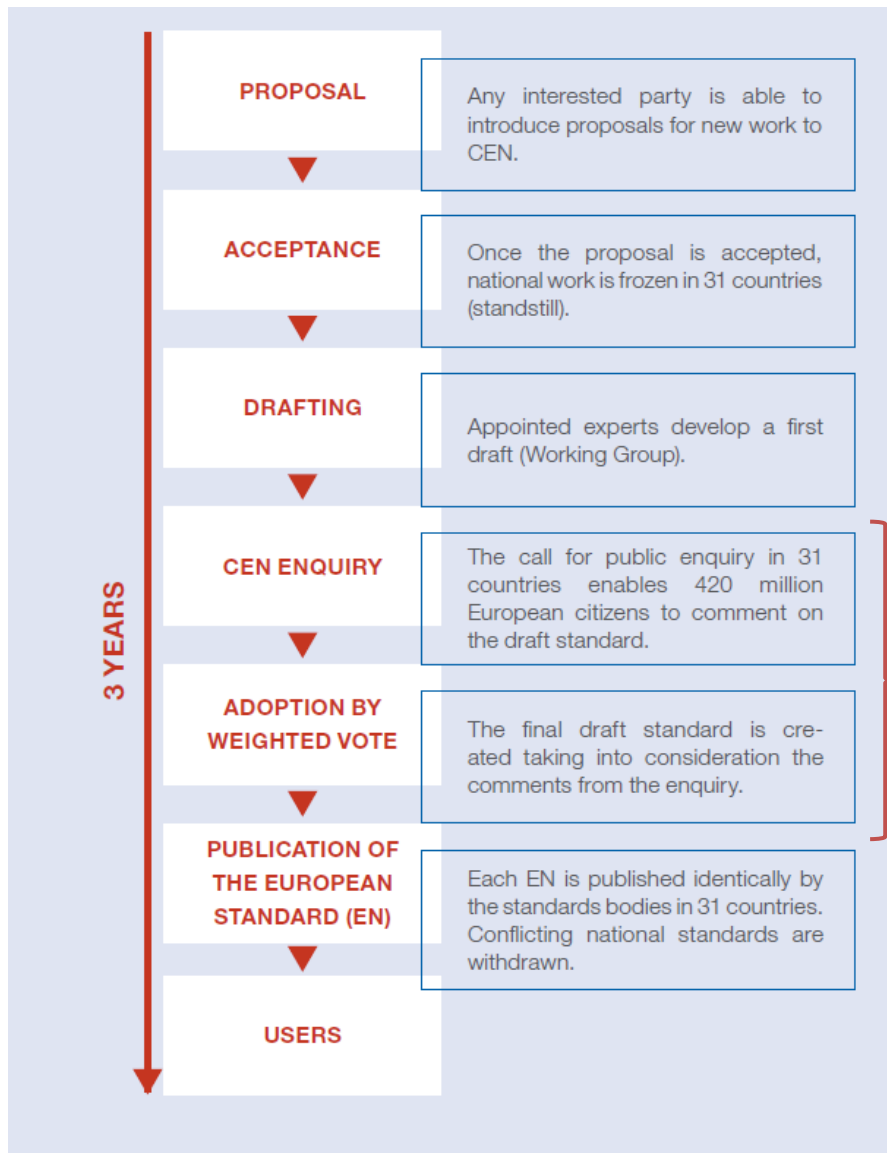 PROPOSAL
Any interested party is able to
introduce proposals for new work to
CEN.
ACCEPTANCE
Once the proposal is accepted,
national work is frozen in 31 countries
(standstill).
DRAFTING
Appointed experts develop a first
draft (Working Group).
CEN ENQUIRY
The call for public enquiry in 31
countries enables 420 million
European citizens to comment on
the draft standard.
3 YEARS
ADOPTION BY
WEIGHTED VOTE
The final draft standard is cre-
ated taking into consideration the
comments from the enquiry.
PUBLICATION OF
THE EUROPEAN
STANDARD (EN)
Each EN is published identically by
the standards bodies in 31 countries.
Conflicting national standards are
withdrawn.
USERS